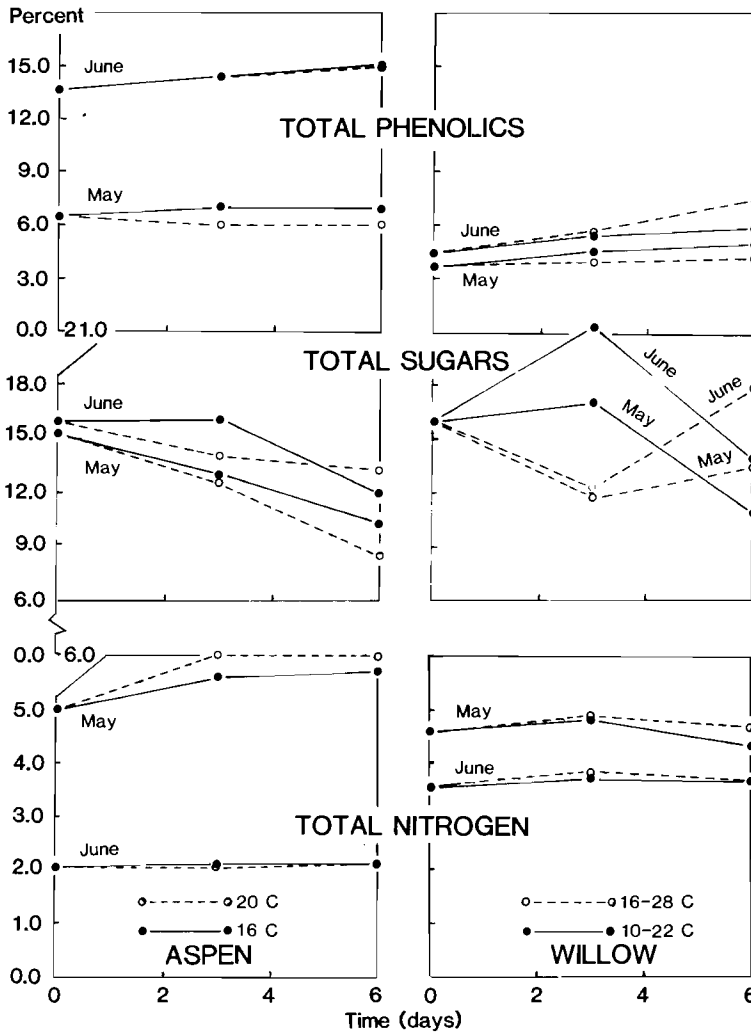 Percent
15.0
June
12.0
TOTAL PHENOLICS
9.0
May
6.0
June
3.0
May
0.0
21.0
TOTAL SUGARS
June
18.0
June
June
May
15.0
May
May
12.0
9.0
6.0
0.0
6.0
May
5.0
May
4.0
June
3.0
TOTAL NITROGEN
June
2.0
20 C
16-28 C
1.0
16 C
10-22 C
ASPEN
WILLOW
0.0
0 2 4 6 0 2 4 6
Time (days)